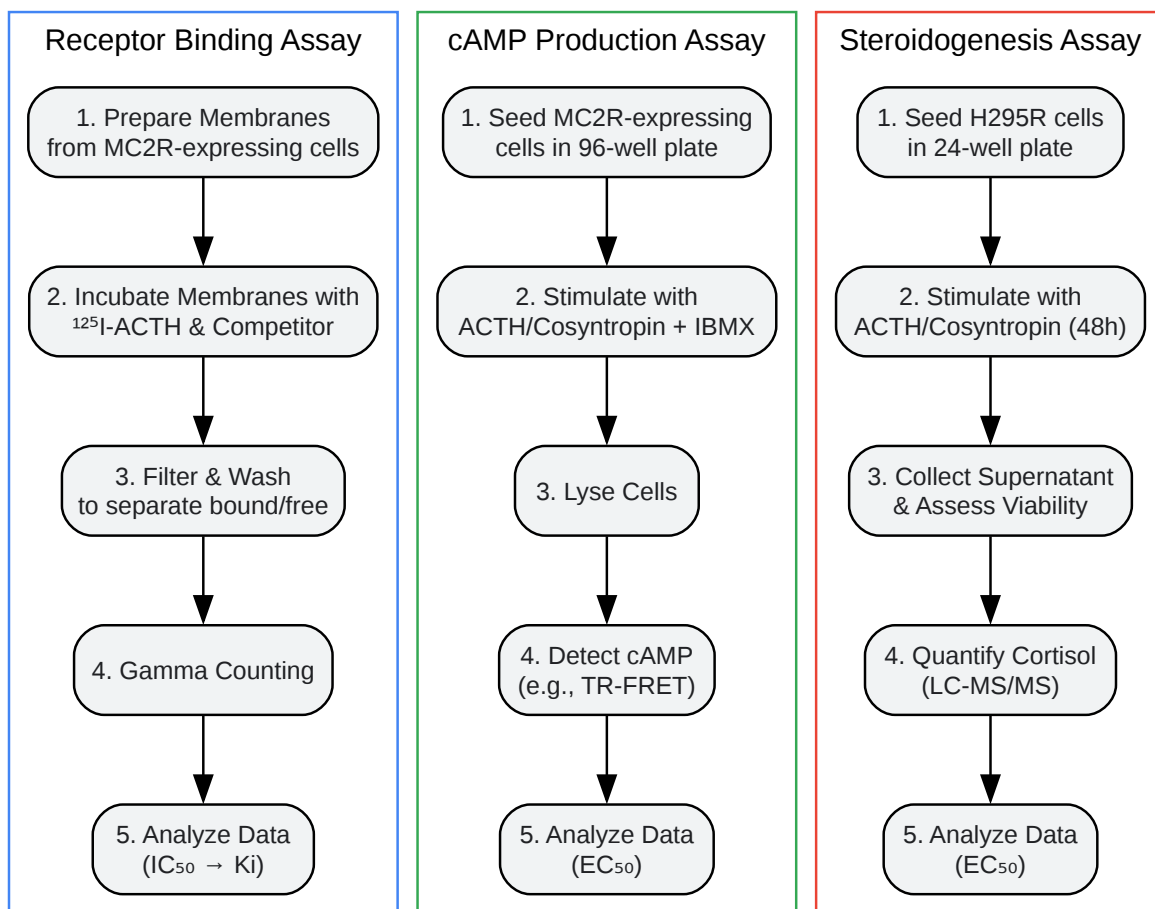 Receptor Binding Assay
1. Prepare Membranes
from MC2R-expressing cells
2. Incubate Membranes with
¹²⁵I-ACTH & Competitor
3. Filter & Wash
to separate bound/free
4. Gamma Counting
5. Analyze Data
(IC₅₀ → Ki)
cAMP Production Assay
1. Seed MC2R-expressing
cells in 96-well plate
2. Stimulate with
ACTH/Cosyntropin + IBMX
3. Lyse Cells
4. Detect cAMP
(e.g., TR-FRET)
5. Analyze Data
(EC₅₀)
Steroidogenesis Assay
1. Seed H295R cells
in 24-well plate
2. Stimulate with
ACTH/Cosyntropin (48h)
3. Collect Supernatant
& Assess Viability
4. Quantify Cortisol
(LC-MS/MS)
5. Analyze Data
(EC₅₀)